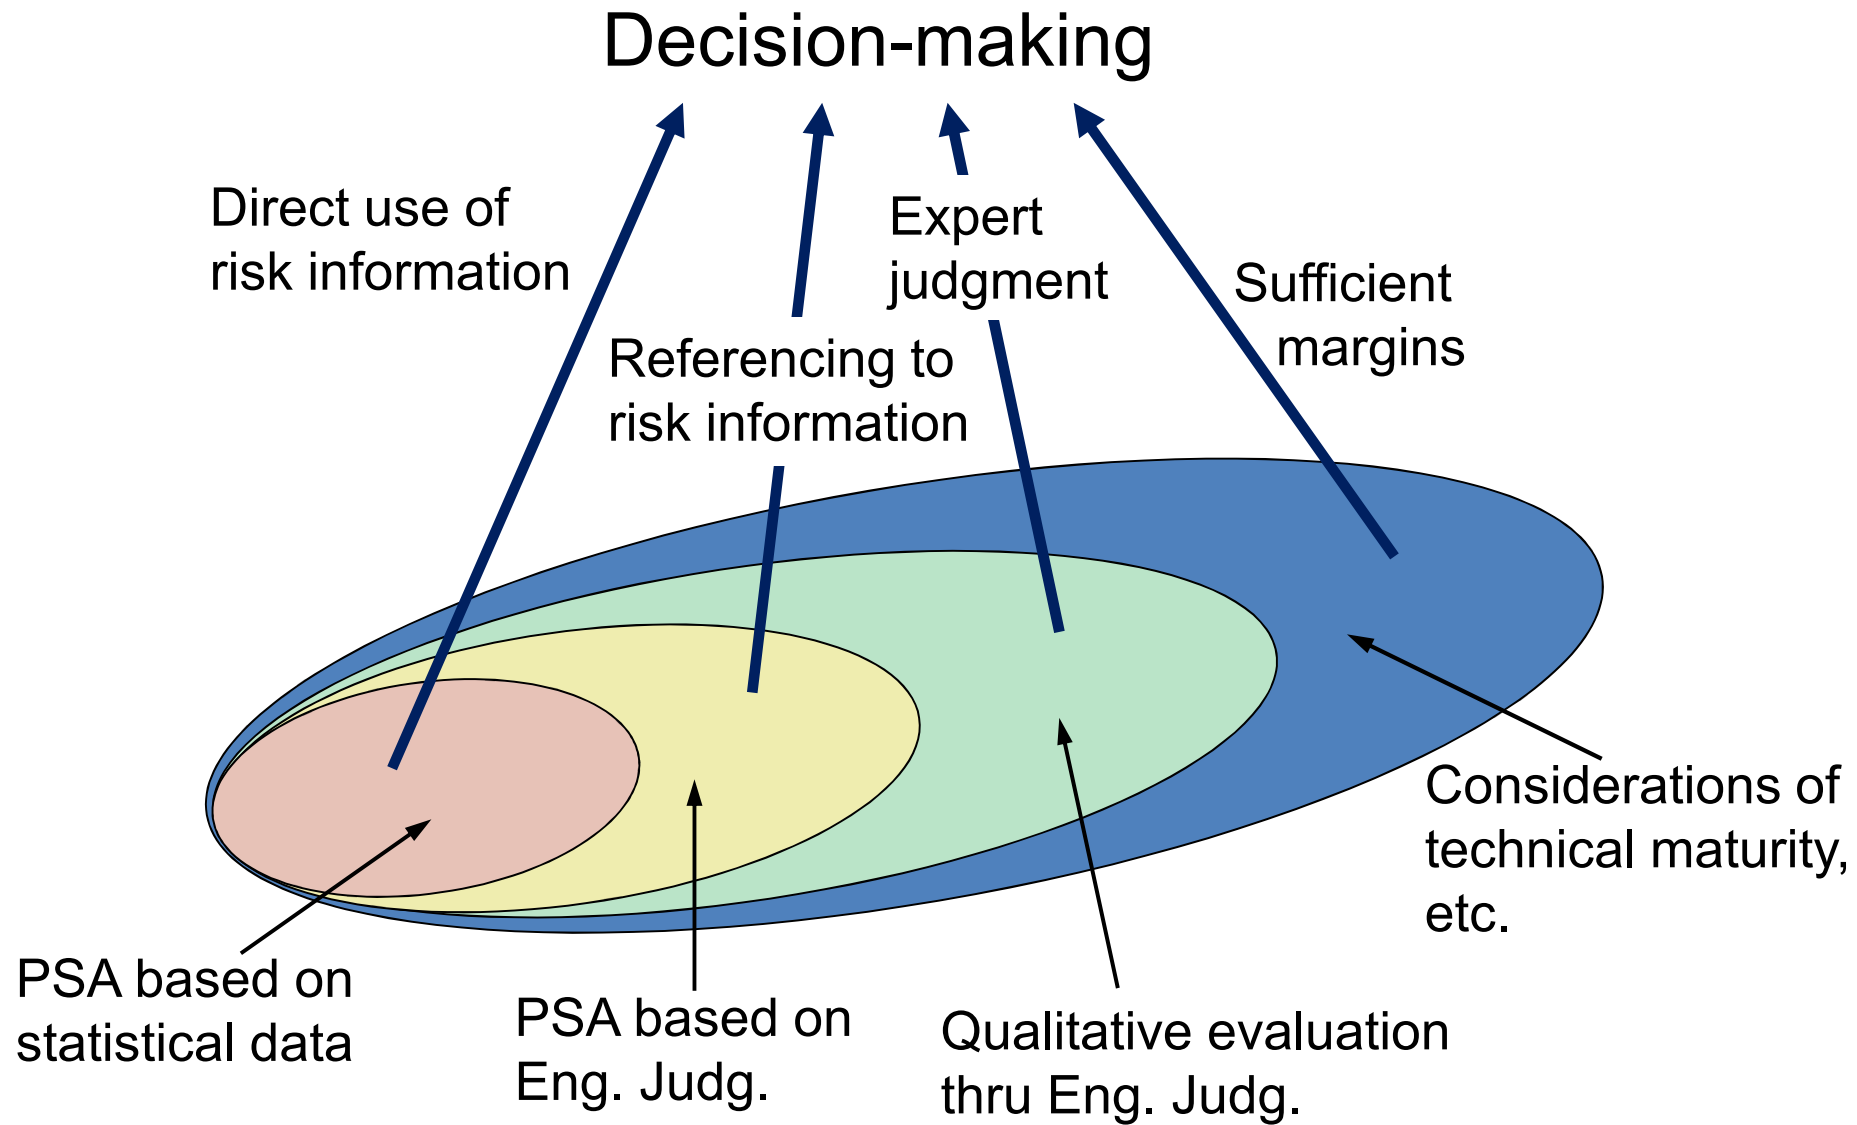 Decision-making
Direct use of
risk information
Expert
judgment
Sufficient
margins
Referencing to
risk information
Considerations of
technical maturity,
etc.
PSA based on
statistical data
PSA based on
Eng. Judg.
Qualitative evaluation
thru Eng. Judg.